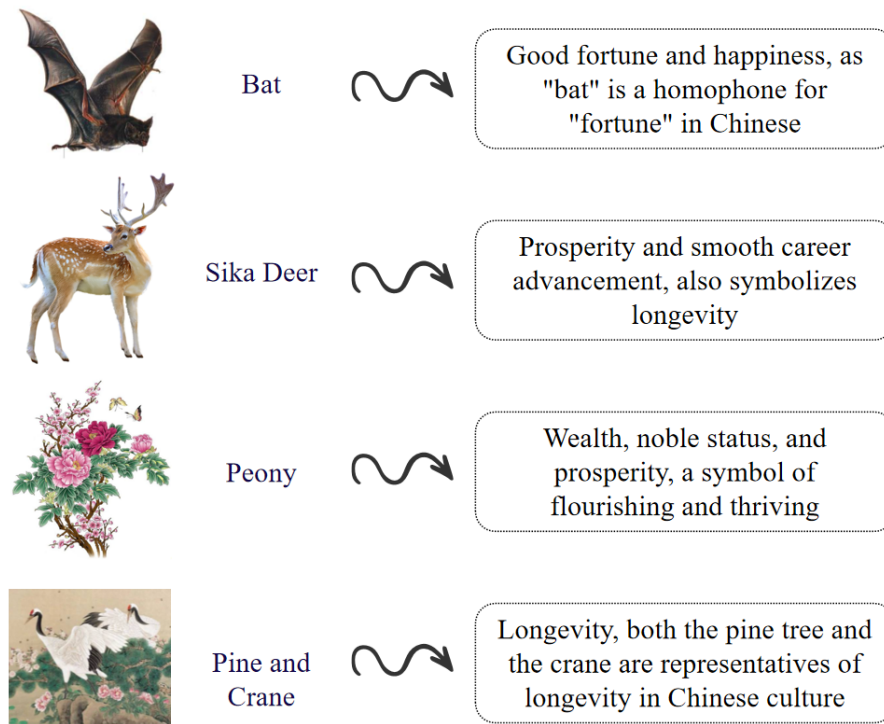 Bat
Good fortune and happiness, as
"bat" is a homophone for
"fortune" in Chinese
Sika Deer
Prosperity and smooth career
advancement, also symbolizes
longevity
Peony
Wealth, noble status, and
prosperity, a symbol of
flourishing and thriving
Pine and
Crane
Longevity, both the pine tree and
the crane are representatives of
longevity in Chinese culture